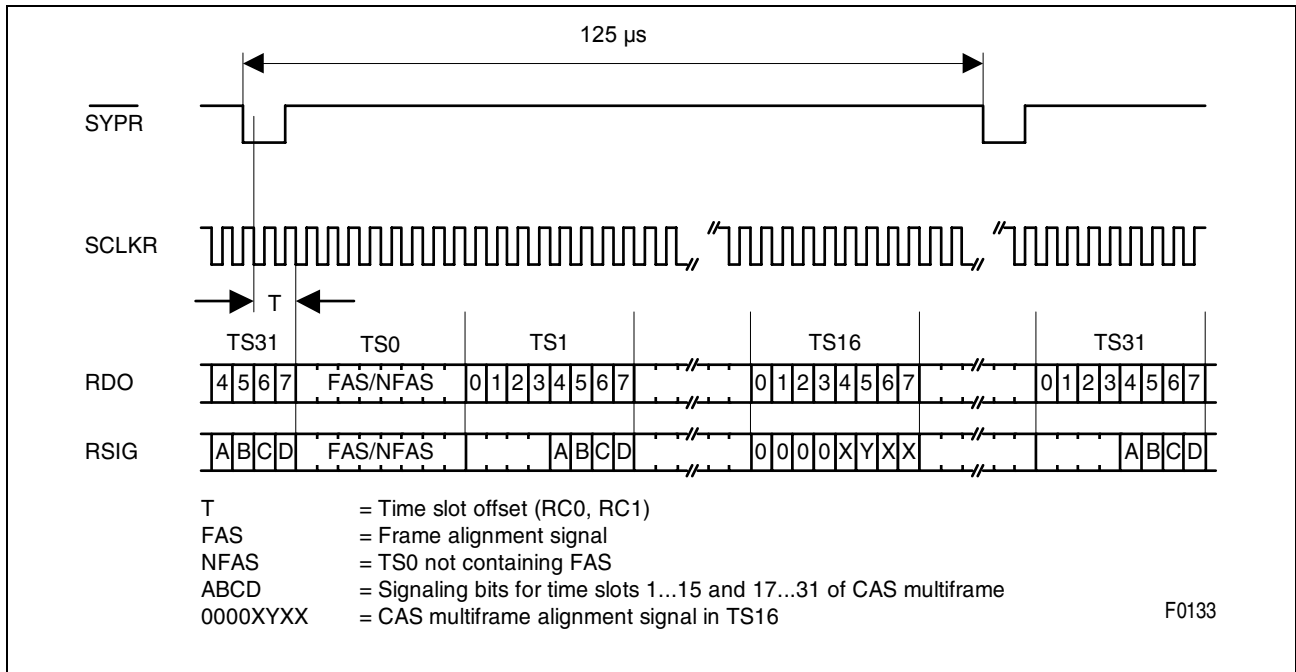 125 µs
SYPR
SCLKR
T
TS31 TS0 TS1 TS16 TS31
RDO 4 5 6 7 FAS/NFAS 0 1 2 3 4 5 6 7 0 1 2 3 4 5 6 7 0 1 2 3 4 5 6 7
RSIG A B C D FAS/NFAS A B C D 0 0 0 0 X Y X X A B C D
T = Time slot offset (RC0, RC1)
FAS = Frame alignment signal
NFAS = TS0 not containing FAS
ABCD = Signaling bits for time slots 1...15 and 17...31 of CAS multiframe
0000XYXX = CAS multiframe alignment signal in TS16
F0133